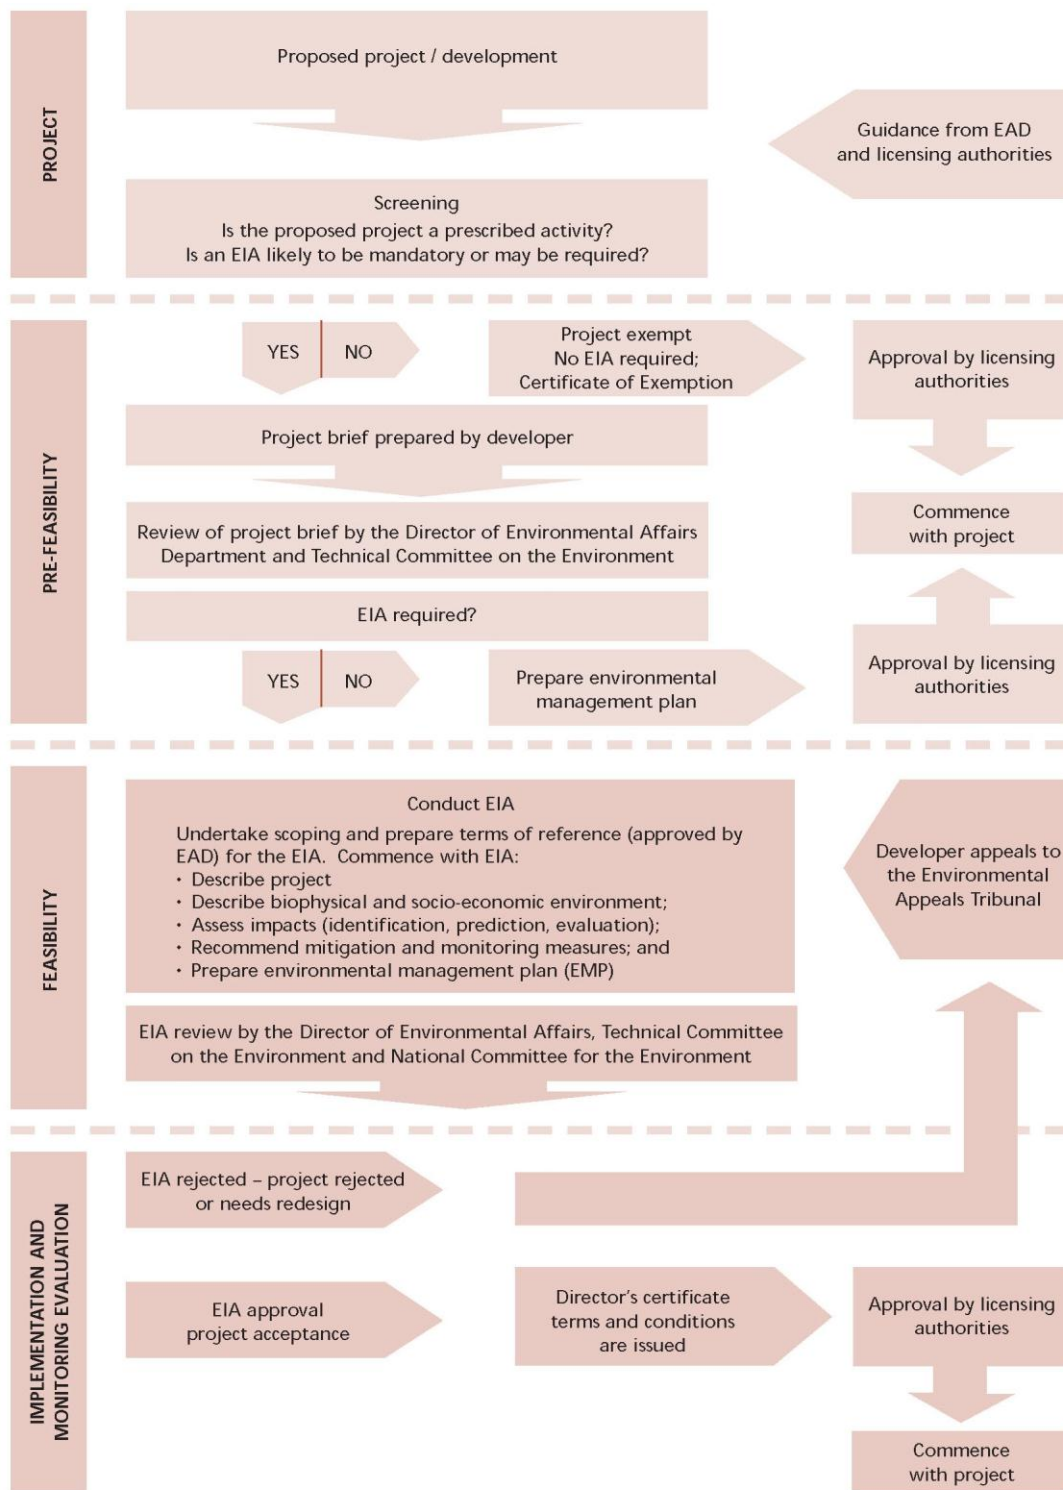 PROJECT
Proposed project / development
Guidance from EAD
and licensing authorities
Screening
Is the proposed project a prescribed activity?
Is an EIA likely to be mandatory or may be required?
PRE-FEASIBILITY
YES
NO
Project exempt
No EIA required;
Certificate of Exemption
Approval by licensing
authorities
Project brief prepared by developer
Commence
with project
Review of project brief by the Director of Environmental Affairs
Department and Technical Committee on the Environment
EIA required?
YES
NO
Prepare environmental
management plan
Approval by licensing
authorities
FEASIBILITY
Conduct EIA
Undertake scoping and prepare terms of reference (approved by
EAD) for the EIA. Commence with EIA:
• Describe project
• Describe biophysical and socio-economic environment;
• Assess impacts (identification, prediction, evaluation);
• Recommend mitigation and monitoring measures; and
• Prepare environmental management plan (EMP)
Developer appeals to
the Environmental
Appeals Tribunal
EIA review by the Director of Environmental Affairs, Technical Committee
on the Environment and National Committee for the Environment
IMPLEMENTATION AND
MONITORING EVALUATION
EIA rejected – project rejected
or needs redesign
EIA approval
project acceptance
Director's certificate
terms and conditions
are issued
Approval by licensing
authorities
Commence
with project